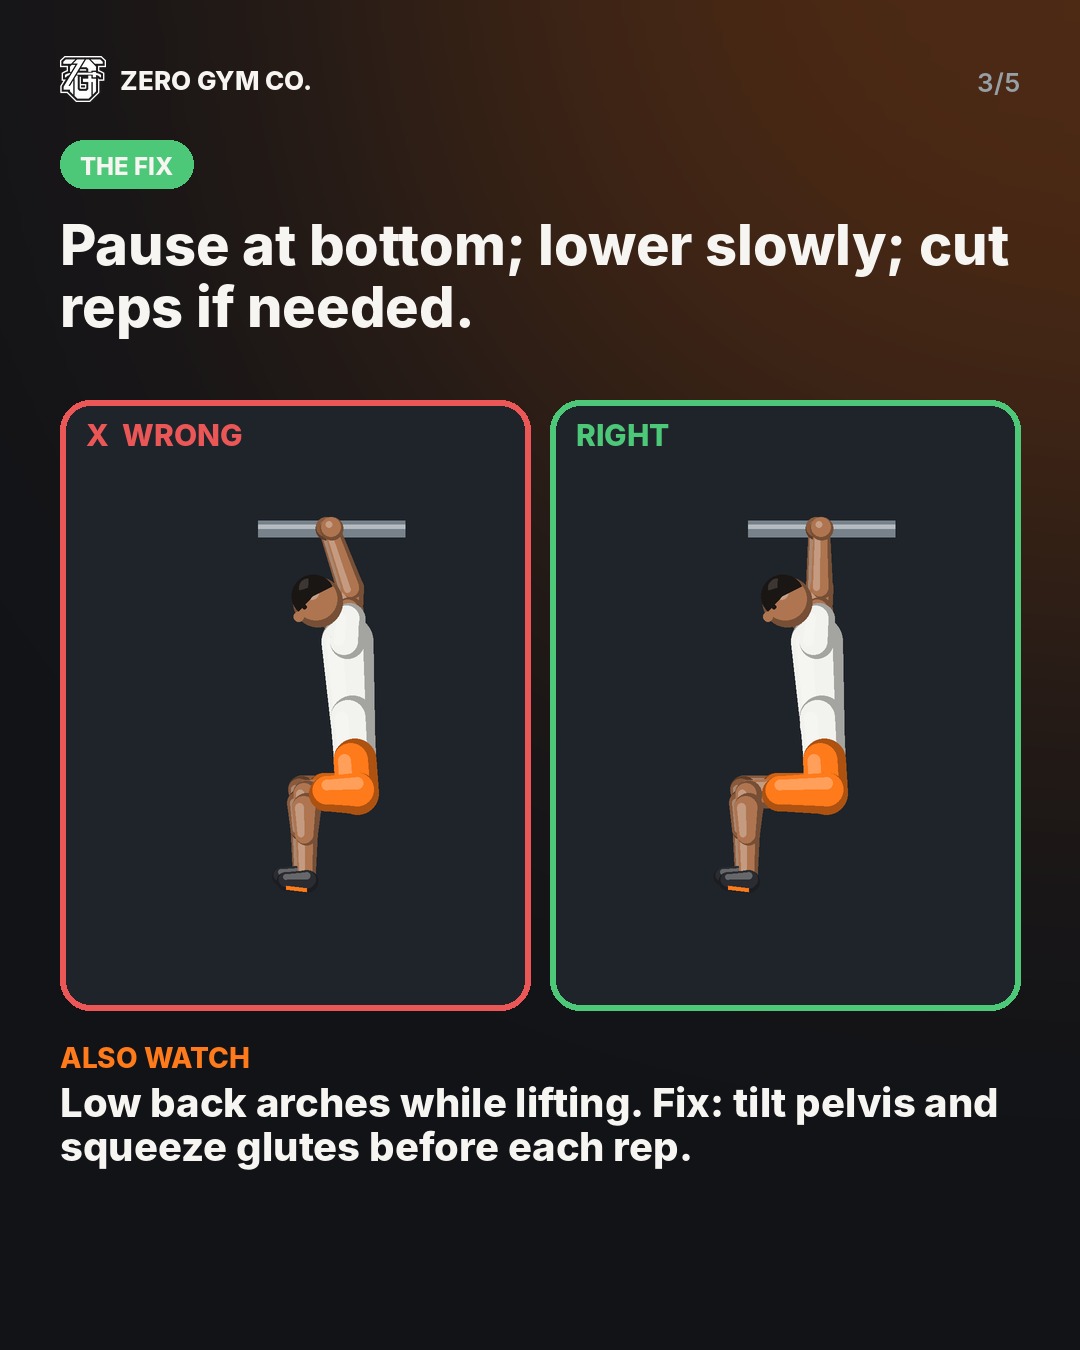 ZERO GYM CO.
3/5
THE FIX
Pause at bottom; lower slowly; cut
reps if needed.
X WRONG
RIGHT
ALSO WATCH
Low back arches while lifting. Fix: tilt pelvis and
squeeze glutes before each rep.